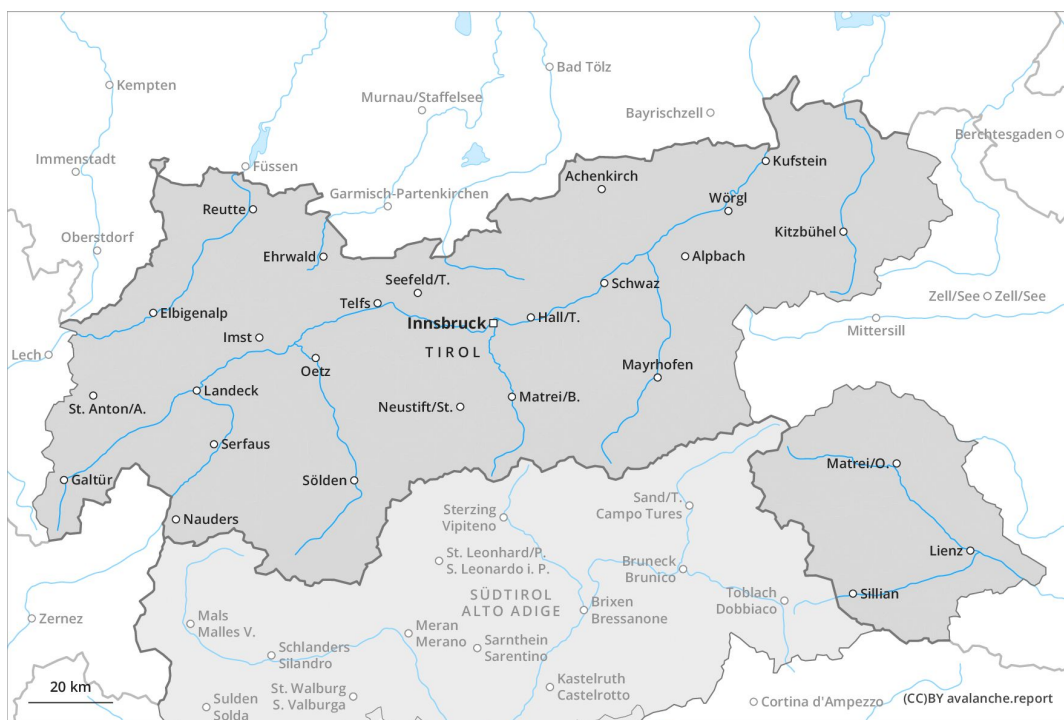 Kempten
Bad Tölz
Murnau/Staffelsee
Bayrischzell
Berchtesgaden
Immenstadt
Füssen
Kufstein
Achenkirch
Garmisch-Partenkirchen
Wörgl
Reutte
Kitzbühel
Oberstdorf
Ehrwald
Alpbach
Seefeld/T.
Schwaz
Zell/See
Zell/See
Telfs
Elbigenalp
Innsbruck
Hall/T.
Mittersill
Imst
TIROL
Lech
Oetz
Mayrhofen
Landeck
Matrei/B.
St. Anton/A.
Neustift/St.
Serfaus
Matrei/O.
Galtür
Sölden
Sand/T.
Campo Tures
Sterzing
Vipiteno
Nauders
Lienz
St. Leonhard/P.
S. Leonardo i. P.
Bruneck
Brunico
SÜDTIROL
ALTO ADIGE
Toblach
Dobbiaco
Sillian
Brixen
Bressanone
Zernez
Mals
Malles V.
Meran
Merano
Sarnthein
Sarentino
Schlanders
Silandro
20 km
St. Walburg
S. Valburga
Kastelruth
Castelrotto
Sulden
Solda
Cortina d'Ampezzo
(CC)BY avalanche.report